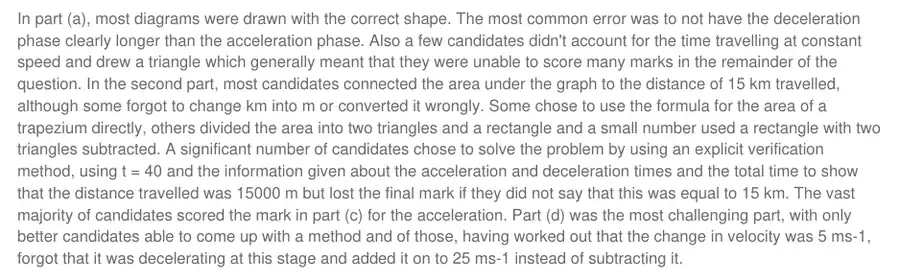 In part (a), most diagrams were drawn with the correct shape. The most common error was to not have the deceleration
phase clearly longer than the acceleration phase. Also a few candidates didn't account for the time travelling at constant
speed and drew a triangle which generally meant that they were unable to score many marks in the remainder of the
question. In the second part, most candidates connected the area under the graph to the distance of 15 km travelled,
although some forgot to change km into m or converted it wrongly. Some chose to use the formula for the area of a
trapezium directly, others divided the area into two triangles and a rectangle and a small number used a rectangle with two
triangles subtracted. A significant number of candidates chose to solve the problem by using an explicit verification
method, using t = 40 and the information given about the acceleration and deceleration times and the total time to show
that the distance travelled was 15000 m but lost the final mark if they did not say that this was equal to 15 km. The vast
majority of candidates scored the mark in part (c) for the acceleration. Part (d) was the most challenging part, with only
better candidates able to come up with a method and of those, having worked out that the change in velocity was 5 ms-1,
forgot that it was decelerating at this stage and added it on to 25 ms-1 instead of subtracting it.